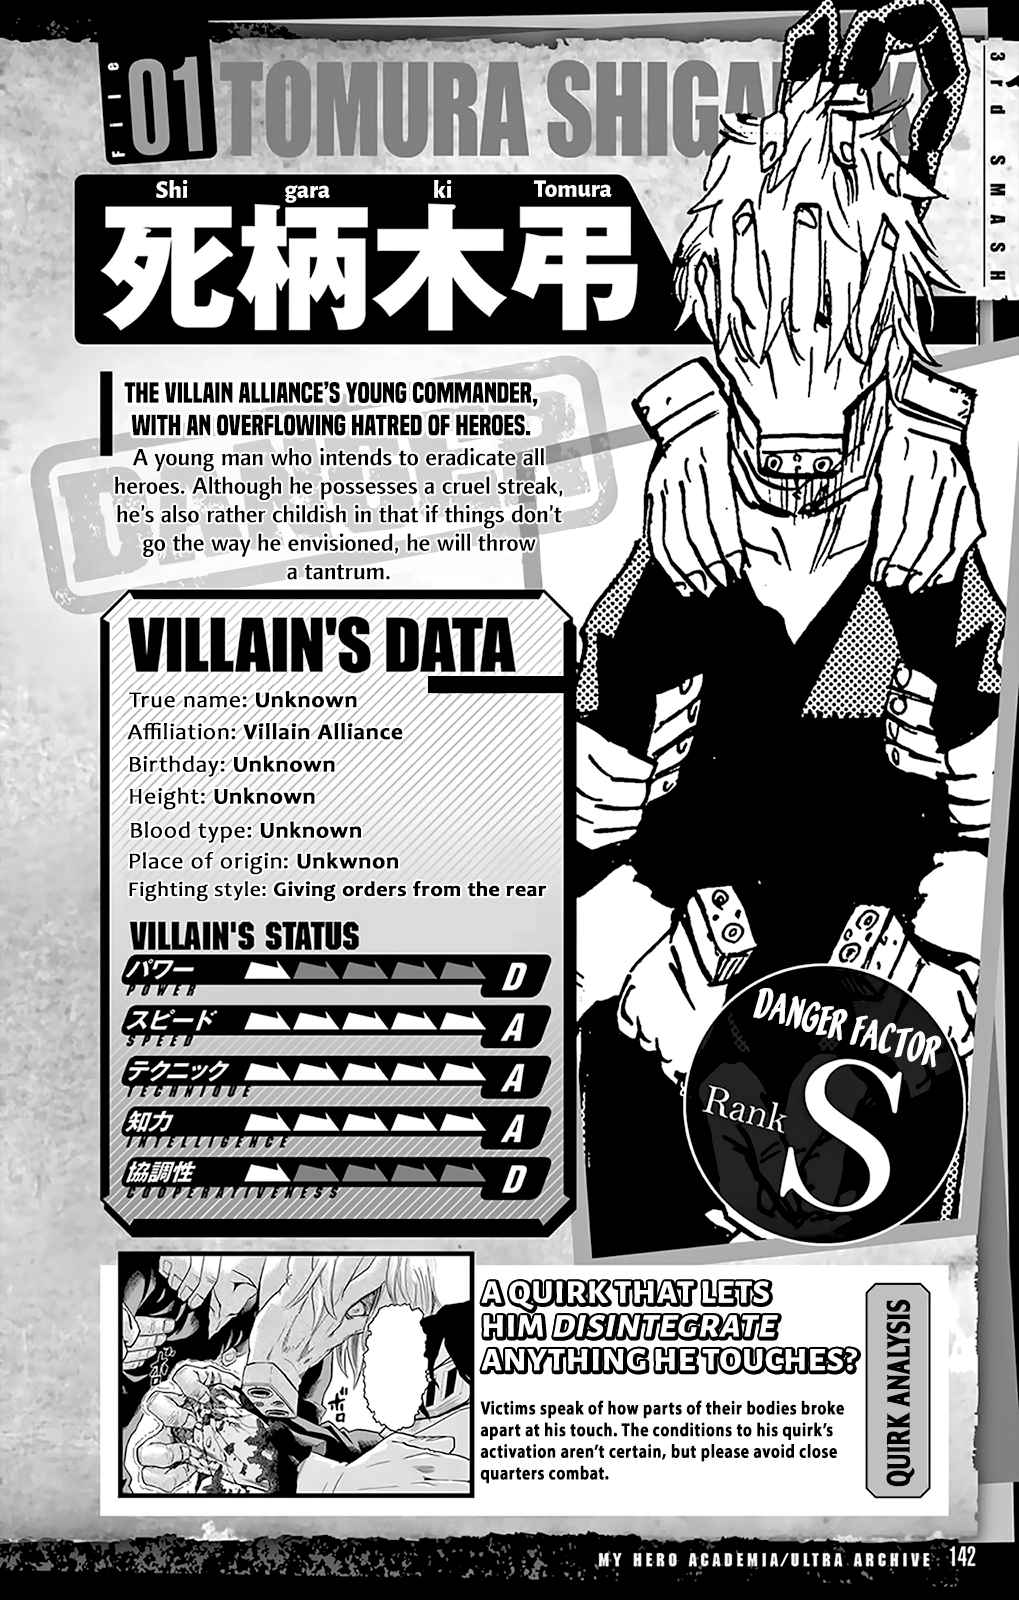 File 01 TOMURA SHIGARAKI
3rd SMASH
Shi gara ki Tomura
死柄木弔
THE VILLAIN ALLIANCE'S YOUNG COMMANDER,
WITH AN OVERFLOWING HATRED OF HEROES.
A young man who intends to eradicate all
heroes. Although he possesses a cruel streak,
he's also rather childish in that if things don't
go the way he envisioned, he will throw
a tantrum.
DANGER
VILLAIN'S DATA
True name: Unknown
Affiliation: Villain Alliance
Birthday: Unknown
Height: Unknown
Blood type: Unknown
Place of origin: Unkwnon
Fighting style: Giving orders from the rear
VILLAIN'S STATUS
パワー D
POWER
スピード A
SPEED
テクニック A
TECHNIQUE
知力 A
INTELLIGENCE
協調性 D
COOPERATIVENESS
DANGER FACTOR
Rank S
A QUIRK THAT LETS
HIM DISINTEGRATE
ANYTHING HE TOUCHES?
Victims speak of how parts of their bodies broke
apart at his touch. The conditions to his quirk's
activation aren't certain, but please avoid close
quarters combat.
QUIRK ANALYSIS
MY HERO ACADEMIA/ULTRA ARCHIVE 142